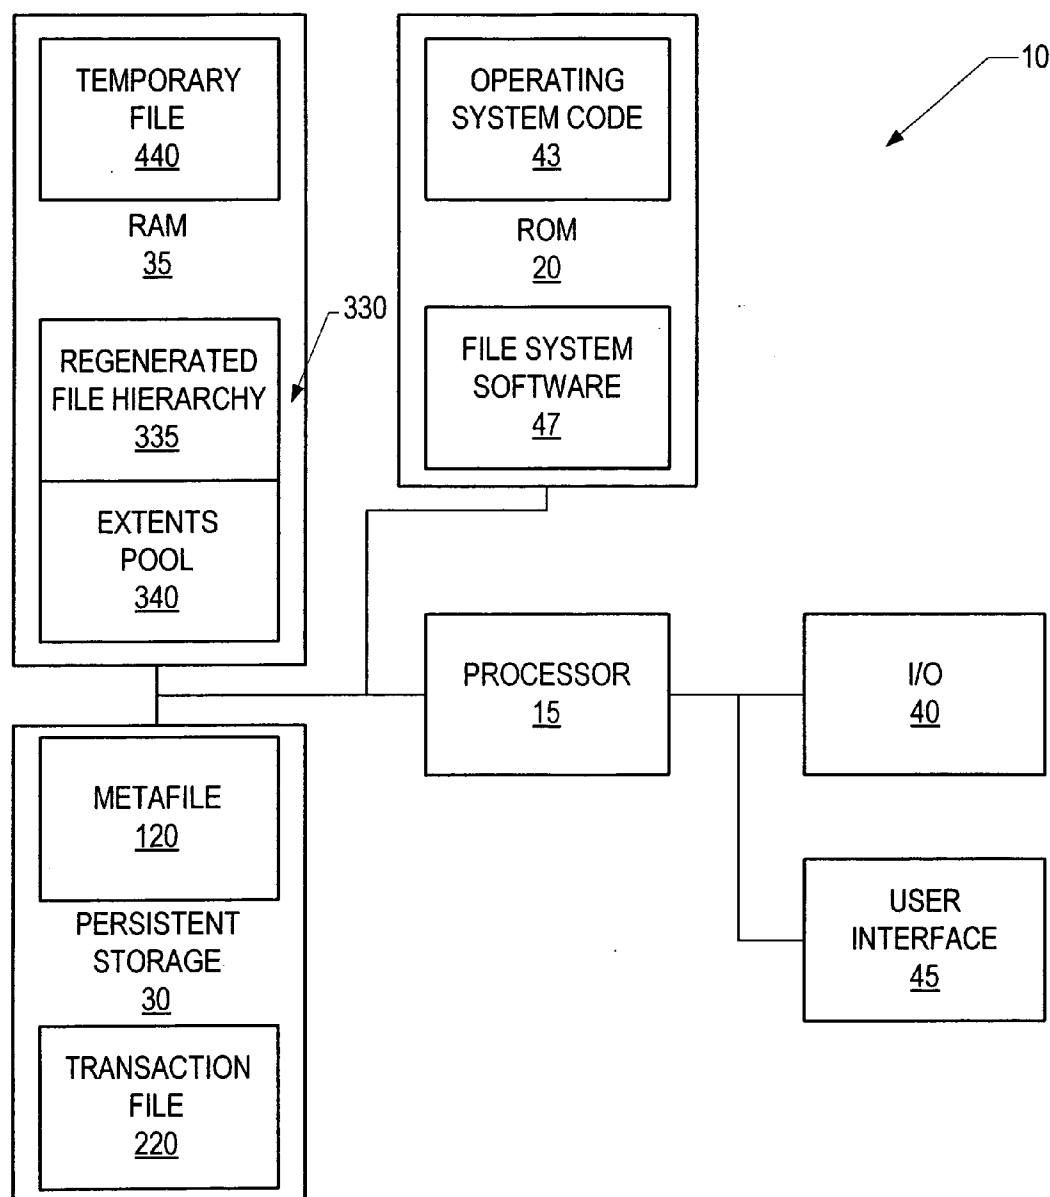 TEMPORARY
FILE
440
RAM
35
REGENERATED
FILE HIERARCHY
335
EXTENTS
POOL
340
330
OPERATING
SYSTEM CODE
43
ROM
20
FILE SYSTEM
SOFTWARE
47
10
PROCESSOR
15
I/O
40
USER
INTERFACE
45
METAFILE
120
PERSISTENT
STORAGE
30
TRANSACTION
FILE
220